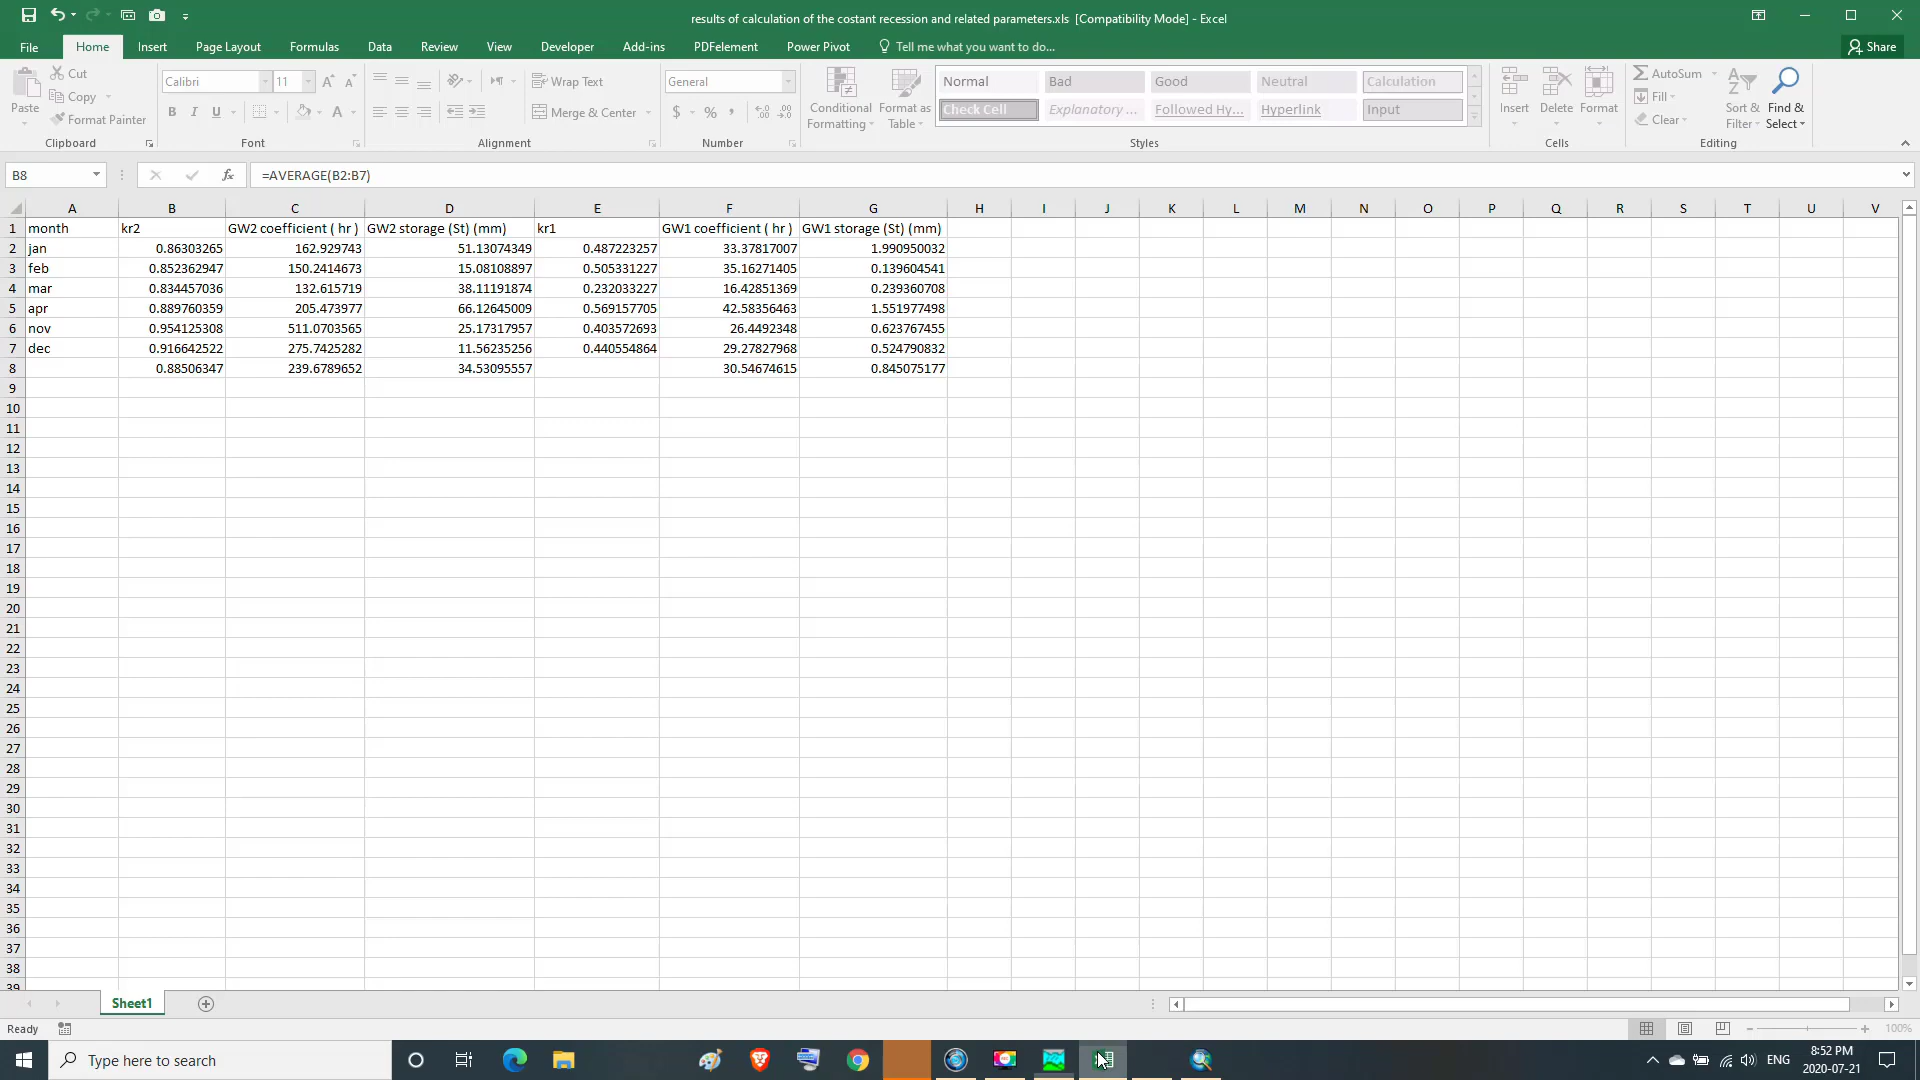 results of calculation of the costant recession and related parameters.xls [Compatibility Mode] - Excel
File Home Insert Page Layout Formulas Data Review View Developer Add-ins PDFelement Power Pivot Tell me what you want to do... Share
Paste
Cut
Copy
Format Painter
Clipboard
Calibri 11
B I U A
Font
Wrap Text
Merge & Center
Alignment
General
$ % ,
Number
Conditional Formatting
Format as Table
Normal Bad Good Neutral Calculation
Check Cell Explanatory ... Followed Hy... Hyperlink Input
Styles
Insert Delete Format
Cells
AutoSum
Fill
Clear
Sort & Filter
Find & Select
Editing
B8 fx =AVERAGE(B2:B7)
A B C D E F G H I J K L M N O P Q R S T U V
1 month kr2 GW2 coefficient ( hr ) GW2 storage (St) (mm) kr1 GW1 coefficient ( hr ) GW1 storage (St) (mm)
2 jan 0.86303265 162.929743 51.13074349 0.487223257 33.37817007 1.990950032
3 feb 0.852362947 150.2414673 15.08108897 0.505331227 35.16271405 0.139604541
4 mar 0.834457036 132.615719 38.11191874 0.232033227 16.42851369 0.239360708
5 apr 0.889760359 205.473977 66.12645009 0.569157705 42.58356463 1.551977498
6 nov 0.954125308 511.0703565 25.17317957 0.403572693 26.4492348 0.623767455
7 dec 0.916642522 275.7425282 11.56235256 0.440554864 29.27827968 0.524790832
8 0.88506347 239.6789652 34.53095557 30.54674615 0.845075177
9
10
11
12
13
14
15
16
17
18
19
20
21
22
23
24
25
26
27
28
29
30
31
32
33
34
35
36
37
38
39
Sheet1
Ready 100%
Type here to search ENG 8:52 PM
2020-07-21